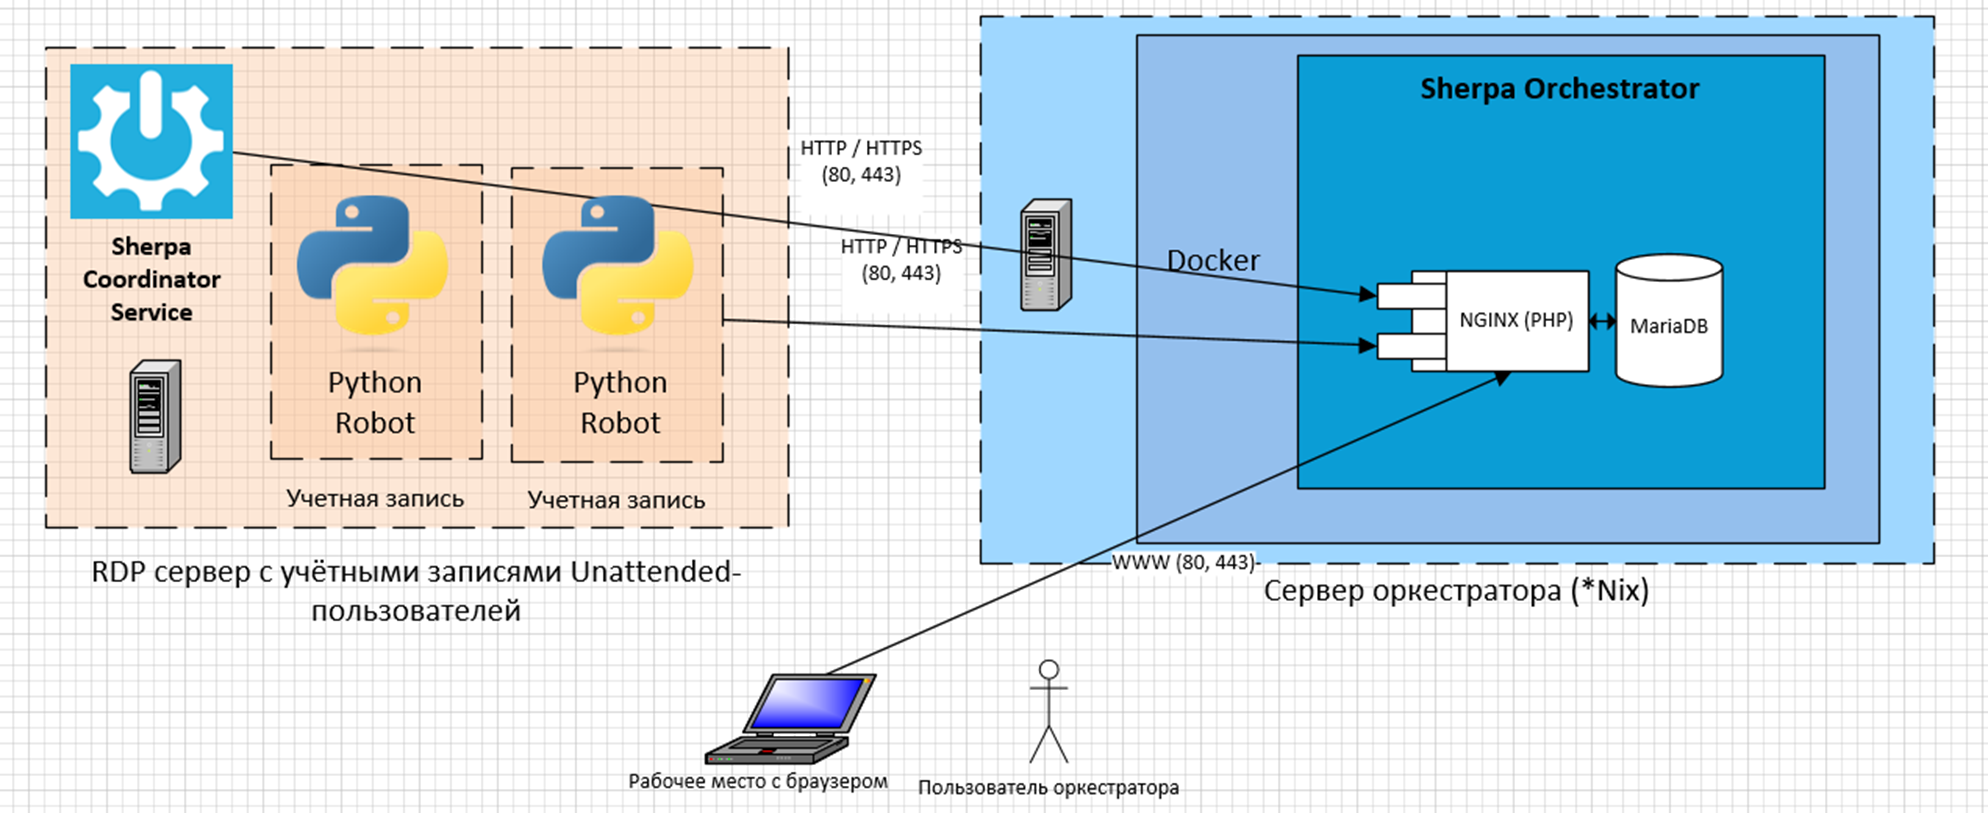 Sherpa
Coordinator
Service
Python
Robot
Учетная запись
Python
Robot
Учетная запись
RDP сервер с учётными записями Unattended-
пользователей
HTTP / HTTPS
(80, 443)
HTTP / HTTPS
(80, 443)
Sherpa Orchestrator
Docker
NGINX (PHP)
MariaDB
WWW (80, 443)
Сервер оркестратора (*Nix)
Рабочее место с браузером
Пользователь оркестратора